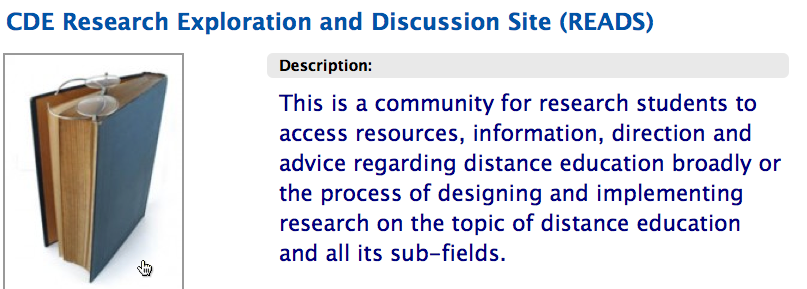 CDE Research Exploration and Discussion Site (READS)
Description:
This is a community for research students to
access resources, information, direction and
advice regarding distance education broadly or
the process of designing and implementing
research on the topic of distance education
and all its sub-fields.